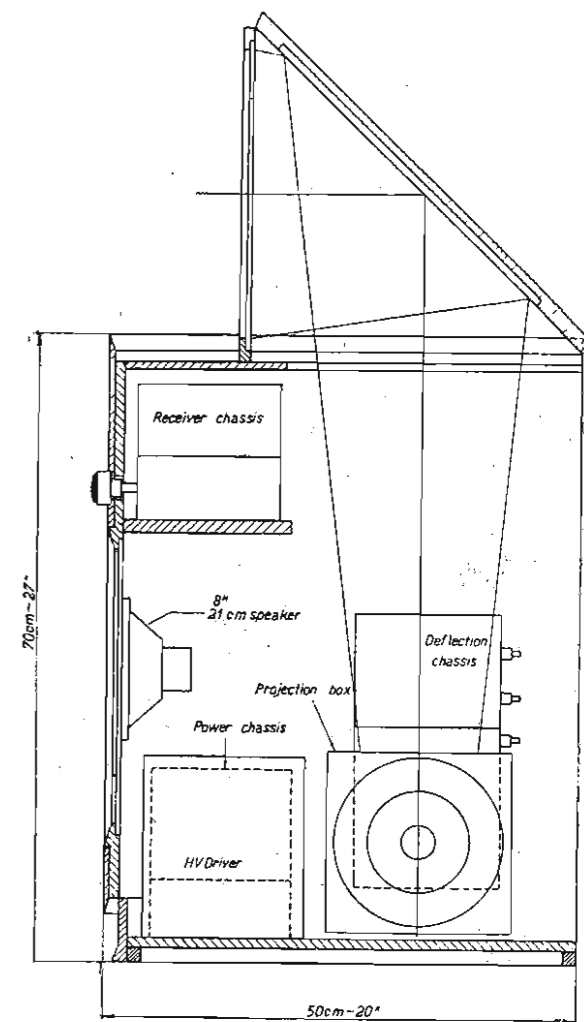 Receiver chassis
8"
21 cm speaker
70cm~27"
Deflection
chassis
Projection box
Power chassis
HV Driver
50cm~20"